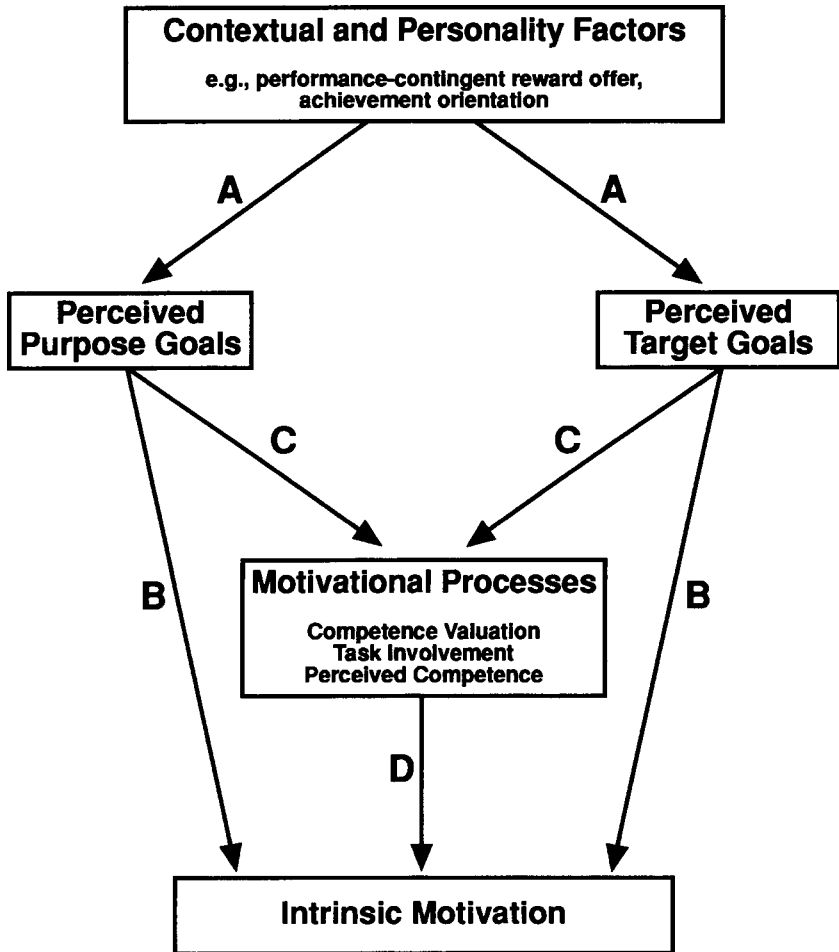 Contextual and Personality Factors
e.g., performance-contingent reward offer,
achievement orientation
A
A
Perceived
Purpose Goals
Perceived
Target Goals
C
C
B
B
Motivational Processes
Competence Valuation
Task Involvement
Perceived Competence
D
Intrinsic Motivation